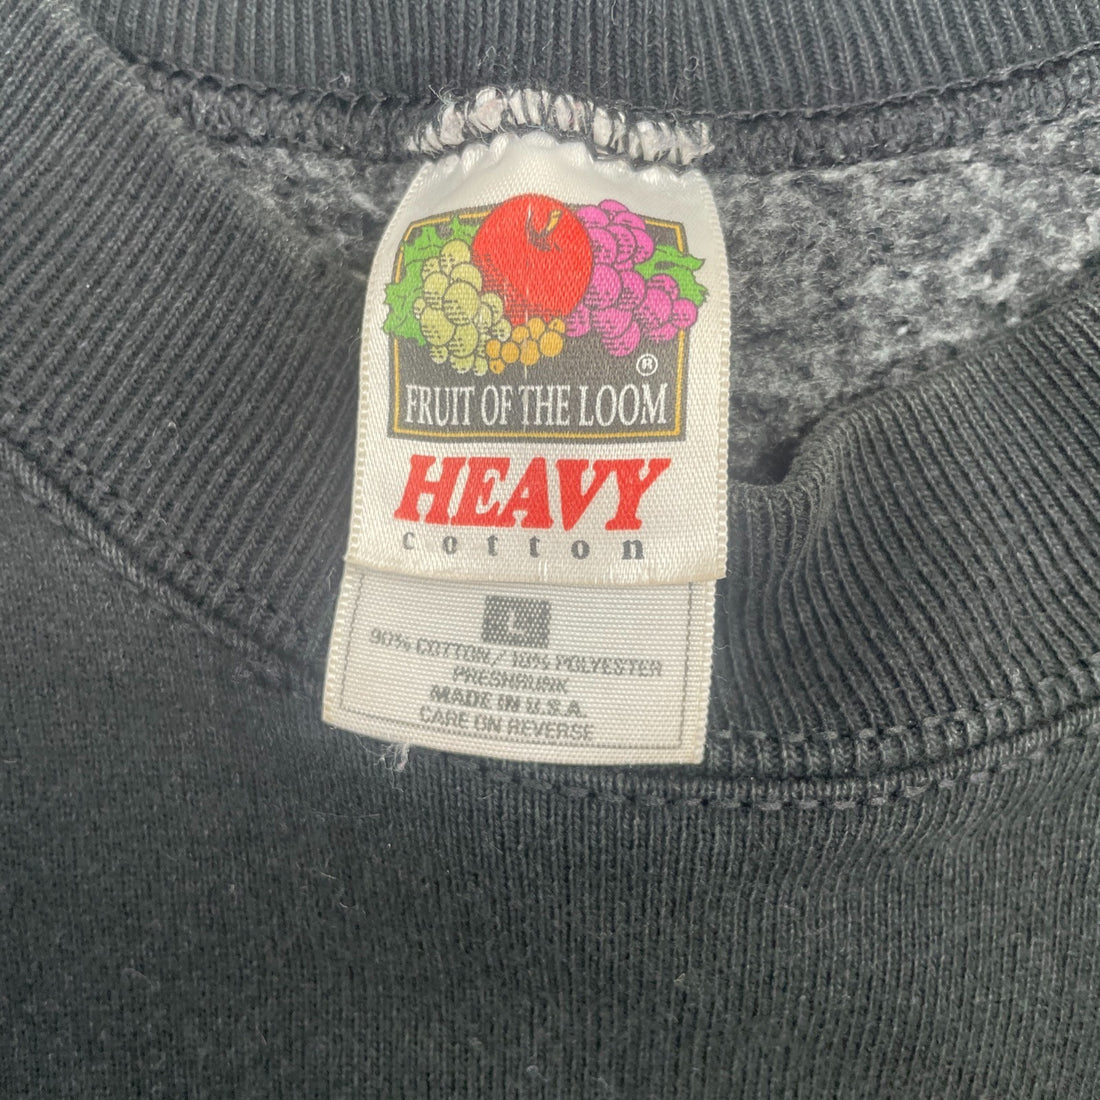 ®
FRUIT OF THE LOOM
HEAVY
cotton
L
90% COTTON / 10% POLYESTER
PRESHRUNK
MADE IN U.S.A.
CARE ON REVERSE